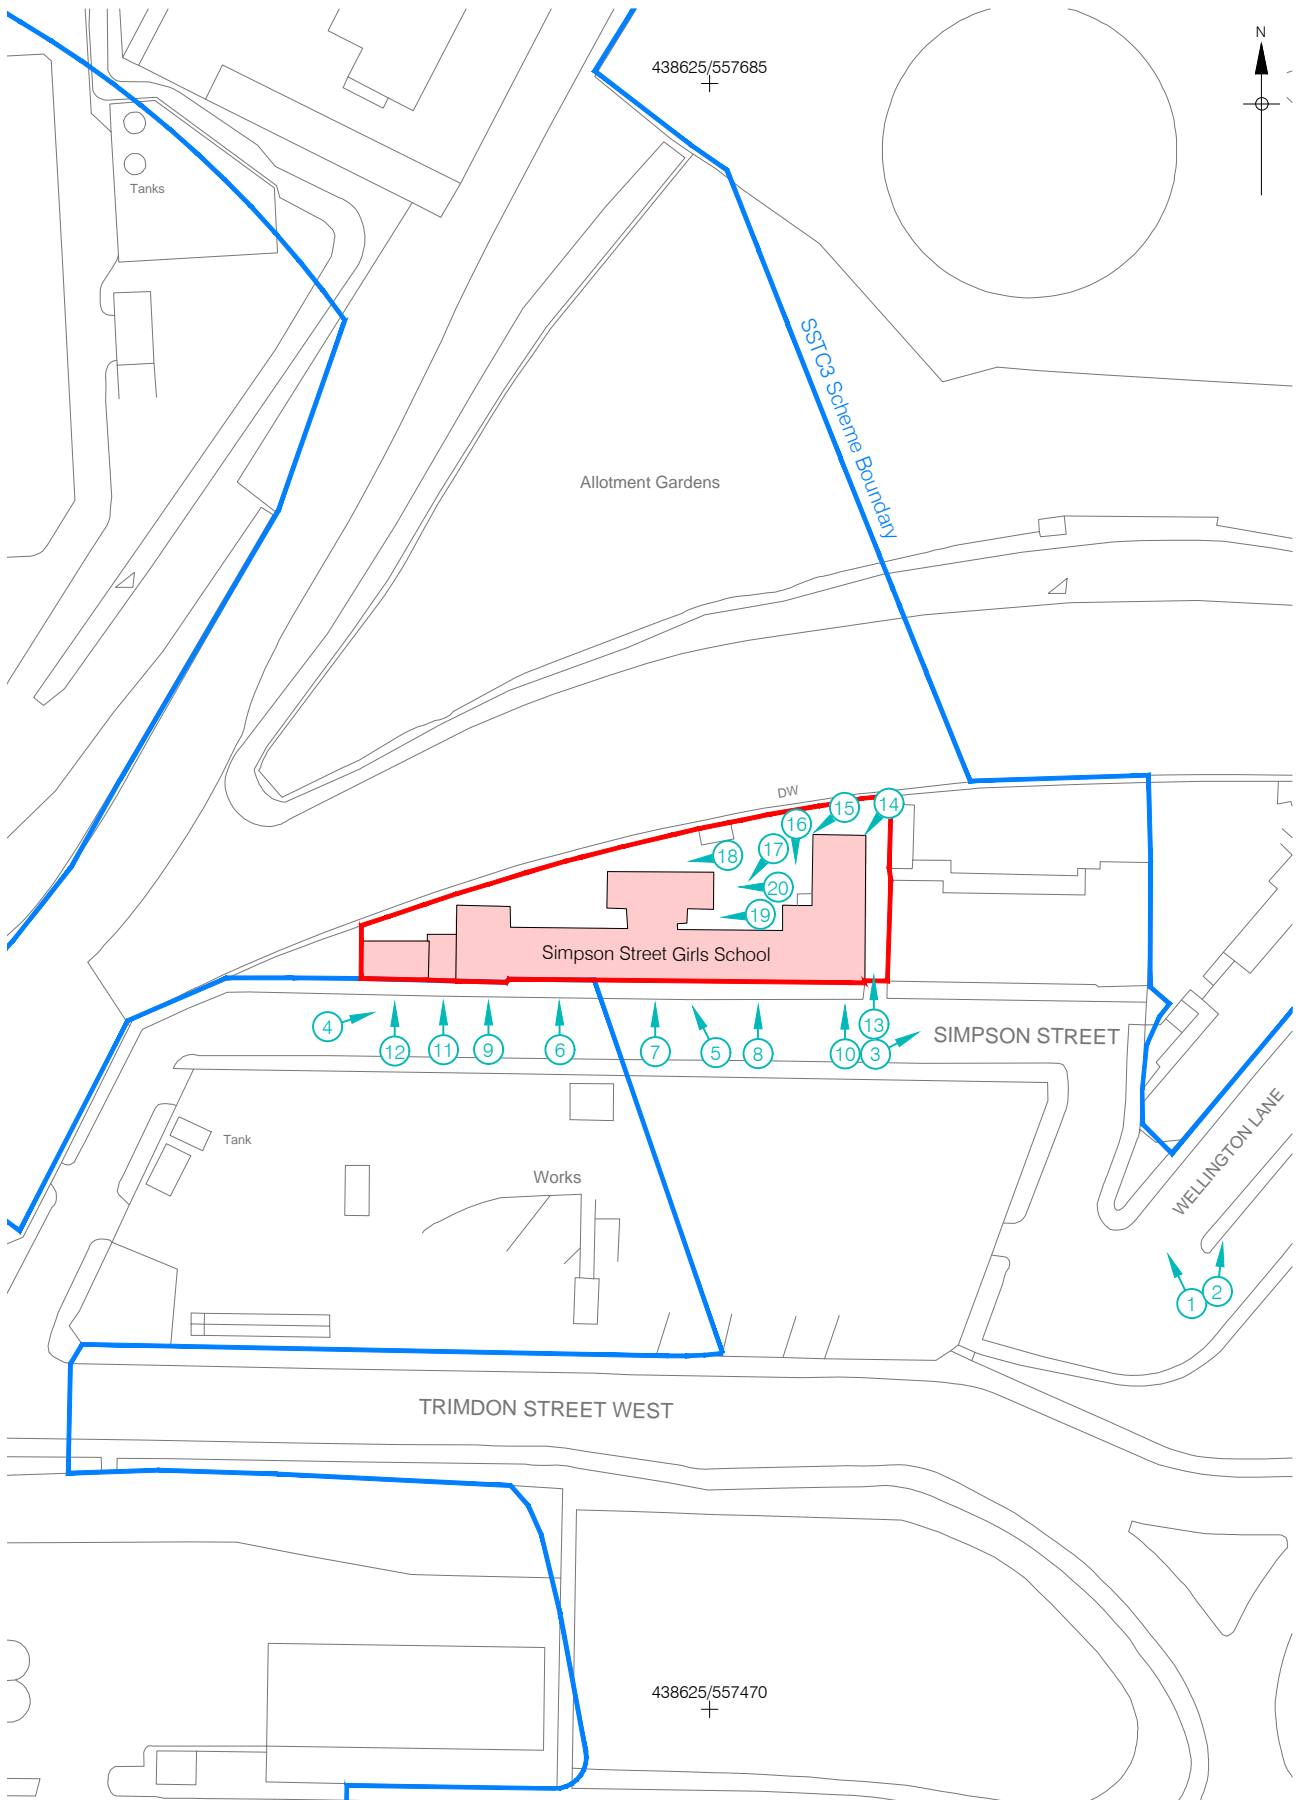 N
438625/557685
Tanks
SSTC3 Scheme Boundary
Allotment Gardens
DW
14
15
16
17
18
20
19
Simpson Street Girls School
4
12
11
9
6
7
5
8
10
13
3
SIMPSON STREET
Tank
Works
WELLINGTON LANE
1
2
TRIMDON STREET WEST
438625/557470